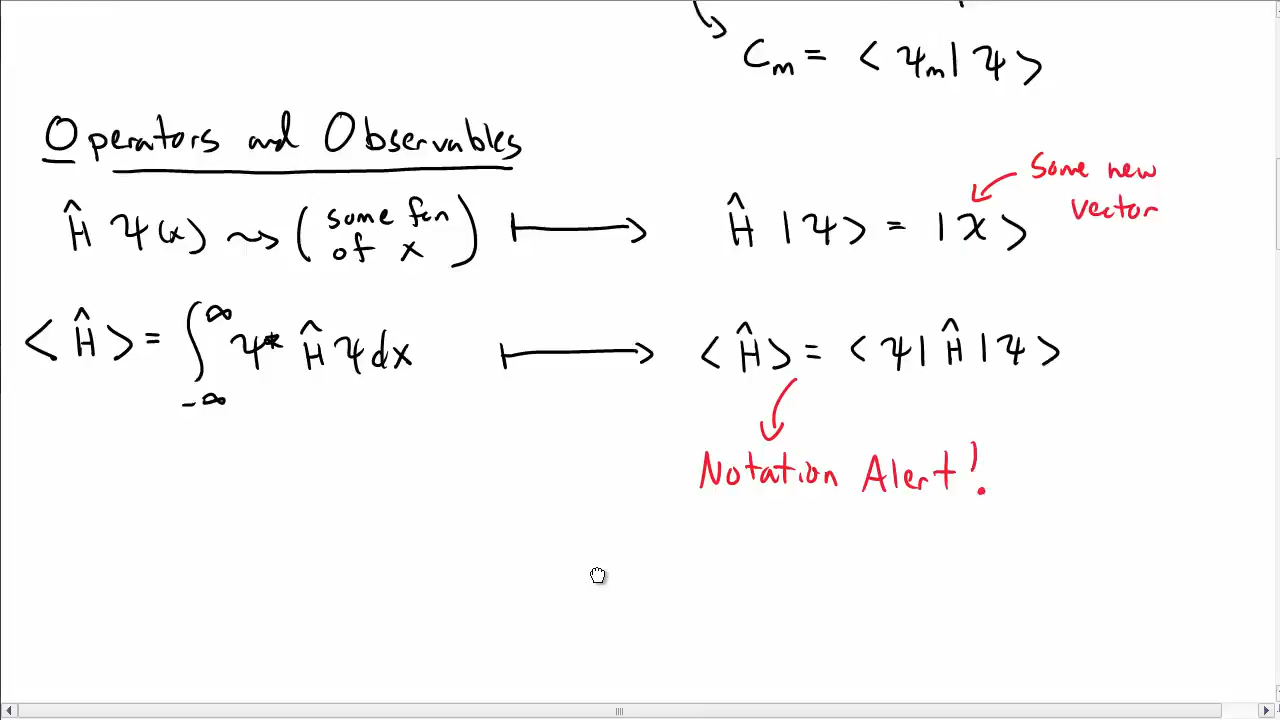 Cₘ = < ψₘ | ψ >
Operators and Observables
Some new
vector
Ĥ ψ(x) ⇝ ( some fcn of x ) ⟼ Ĥ |ψ> = |χ>
<Ĥ> = ∫_{-∞}^{∞} ψ* Ĥ ψ dx ⟼ <Ĥ> = <ψ| Ĥ |ψ>
Notation Alert!